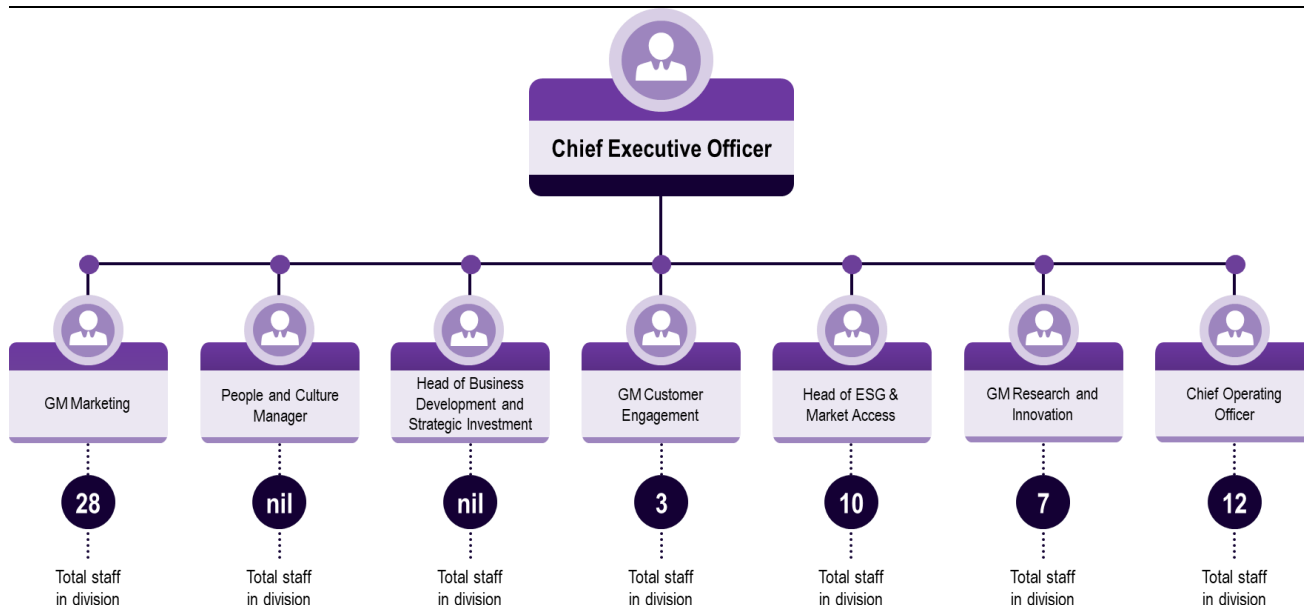 Chief Executive Officer
GM Marketing
People and Culture
Manager
Head of Business
Development and
Strategic Investment
GM Customer
Engagement
Head of ESG &
Market Access
GM Research and
Innovation
Chief Operating
Officer
28
nil
nil
3
10
7
12
Total staff
in division
Total staff
in division
Total staff
in division
Total staff
in division
Total staff
in division
Total staff
in division
Total staff
in division